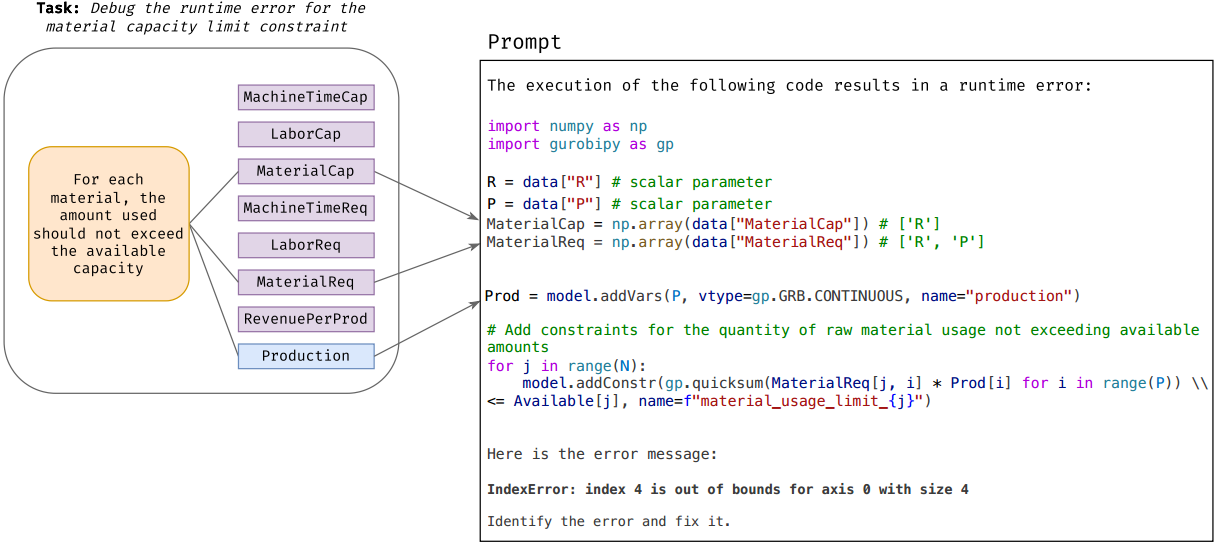 Task: Debug the runtime error for the
material capacity limit constraint
For each
material, the
amount used
should not exceed
the available
capacity
MachineTimeCap
LaborCap
MaterialCap
MachineTimeReq
LaborReq
MaterialReq
RevenuePerProd
Production
Prompt
The execution of the following code results in a runtime error:
import numpy as np
import gurobipy as gp
R = data["R"] # scalar parameter
P = data["P"] # scalar parameter
MaterialCap = np.array(data["MaterialCap"]) # ['R']
MaterialReq = np.array(data["MaterialReq"]) # ['R', 'P']
Prod = model.addVars(P, vtype=gp.GRB.CONTINUOUS, name="production")
# Add constraints for the quantity of raw material usage not exceeding available
amounts
for j in range(N):
    model.addConstr(gp.quicksum(MaterialReq[j, i] * Prod[i] for i in range(P)) \\
<= Available[j], name=f"material_usage_limit_{j}")
Here is the error message:
IndexError: index 4 is out of bounds for axis 0 with size 4
Identify the error and fix it.